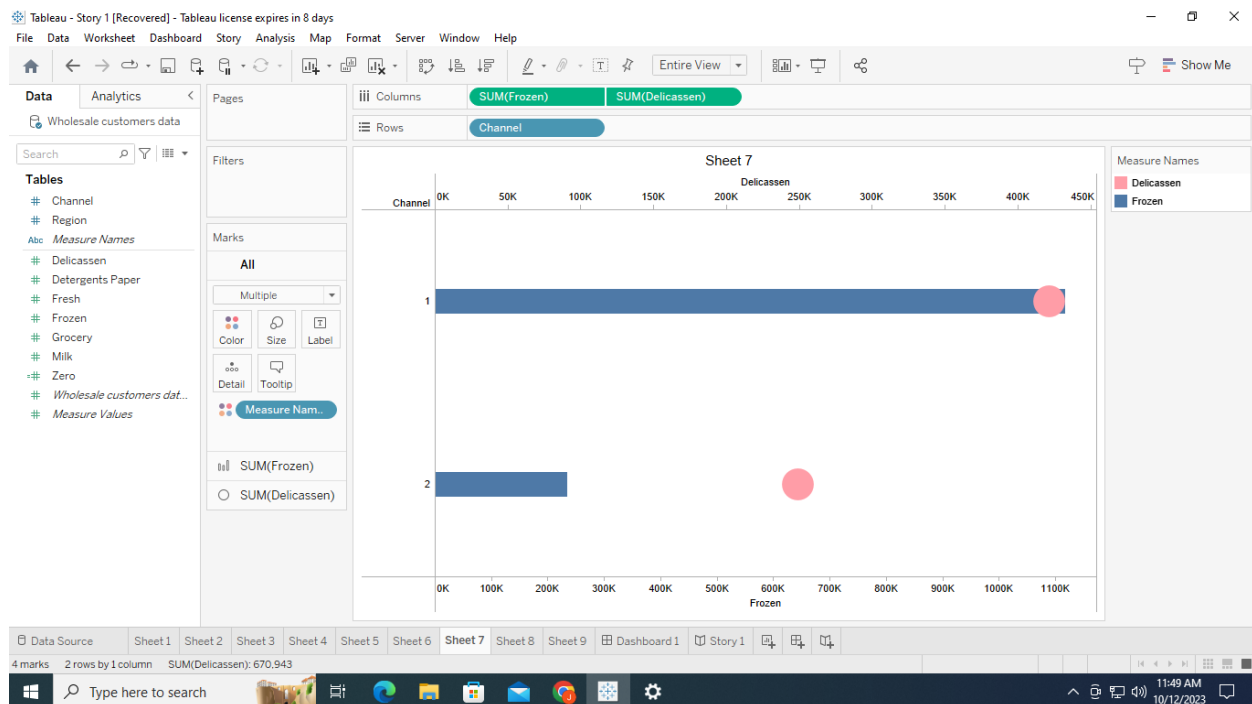 Tableau - Story 1 [Recovered] - Tableau license expires in 8 days
File Data Worksheet Dashboard Story Analysis Map Format Server Window Help
Entire View
Show Me
Data Analytics
Wholesale customers data
Search
Tables
# Channel
# Region
Abc Measure Names
# Delicassen
# Detergents Paper
# Fresh
# Frozen
# Grocery
# Milk
=# Zero
# Wholesale customers dat...
# Measure Values
Pages
Filters
Marks
All
Multiple
Color Size Label
Detail Tooltip
Measure Nam..
SUM(Frozen)
SUM(Delicassen)
Columns SUM(Frozen) SUM(Delicassen)
Rows Channel
Sheet 7
Delicassen
Channel 0K 50K 100K 150K 200K 250K 300K 350K 400K 450K
1
2
0K 100K 200K 300K 400K 500K 600K 700K 800K 900K 1000K 1100K
Frozen
Measure Names
Delicassen
Frozen
Data Source Sheet 1 Sheet 2 Sheet 3 Sheet 4 Sheet 5 Sheet 6 Sheet 7 Sheet 8 Sheet 9 Dashboard 1 Story 1
4 marks 2 rows by 1 column SUM(Delicassen): 670,943
Type here to search
11:49 AM
10/12/2023